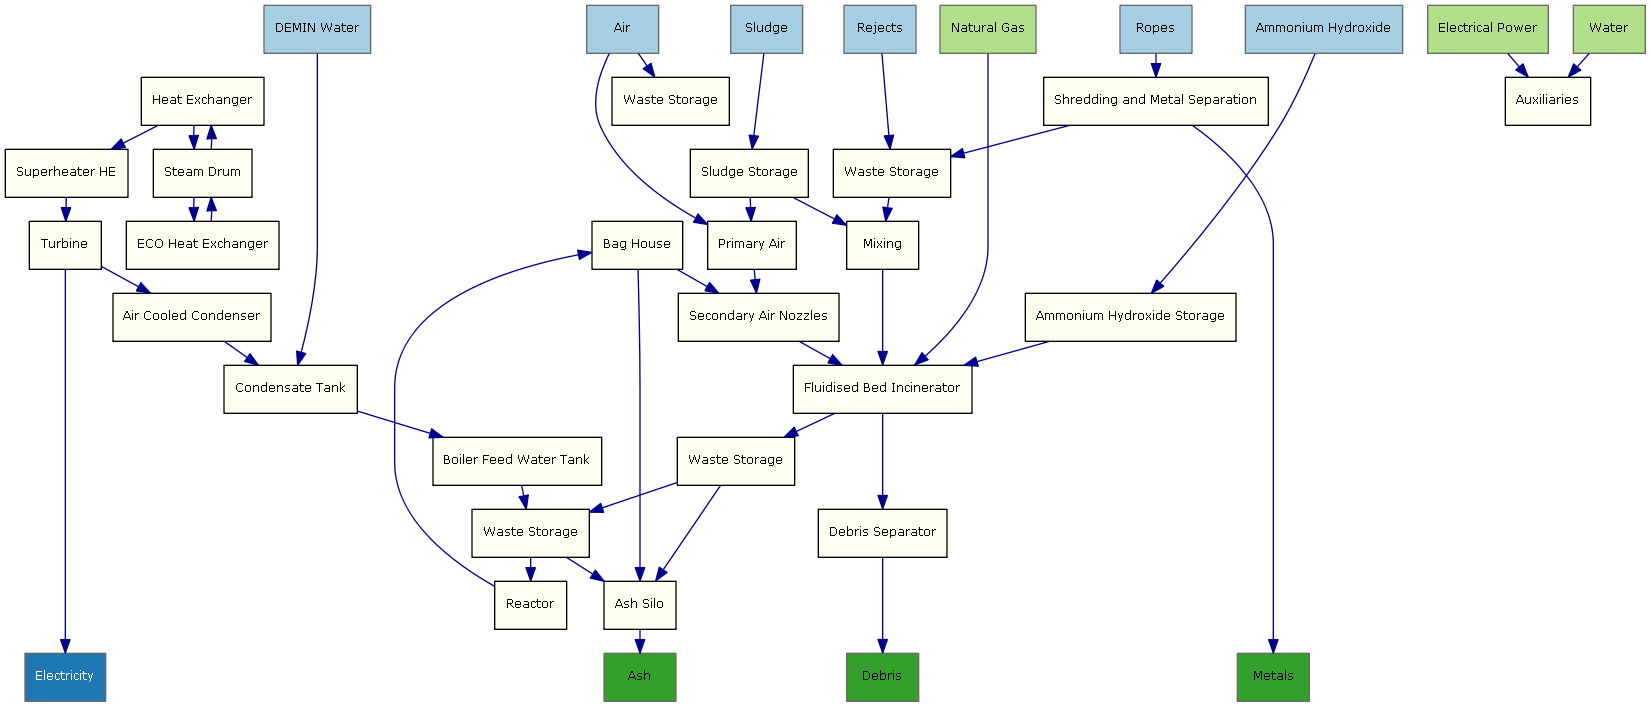 DEMIN Water
Air
Sludge
Rejects
Natural Gas
Ropes
Ammonium Hydroxide
Electrical Power
Water
Heat Exchanger
Waste Storage
Shredding and Metal Separation
Auxiliaries
Superheater HE
Steam Drum
Sludge Storage
Waste Storage
Turbine
ECO Heat Exchanger
Bag House
Primary Air
Mixing
Air Cooled Condenser
Secondary Air Nozzles
Ammonium Hydroxide Storage
Condensate Tank
Fluidised Bed Incinerator
Boiler Feed Water Tank
Waste Storage
Waste Storage
Debris Separator
Reactor
Ash Silo
Electricity
Ash
Debris
Metals